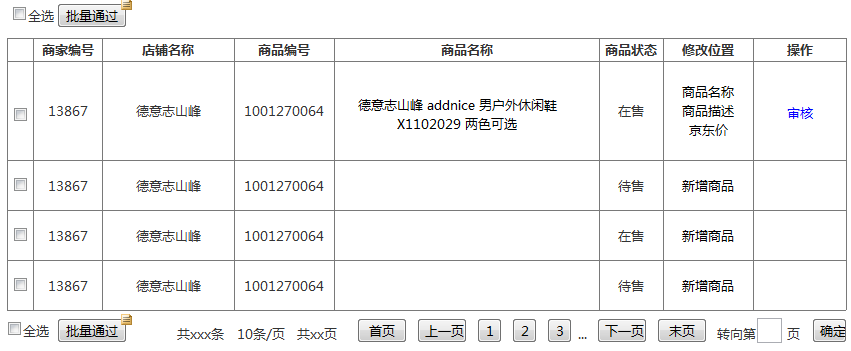 全选 批量通过
商家编号 店铺名称 商品编号 商品名称 商品状态 修改位置 操作
13867 德意志山峰 1001270064 德意志山峰 addnice 男户外休闲鞋 X1102029 两色可选 在售 商品名称 商品描述 京东价 审核
13867 德意志山峰 1001270064 待售 新增商品
13867 德意志山峰 1001270064 在售 新增商品
13867 德意志山峰 1001270064 待售 新增商品
全选 批量通过 共xxx条 10条/页 共xx页 首页 上一页 1 2 3 ... 下一页 末页 转向第 页 确定